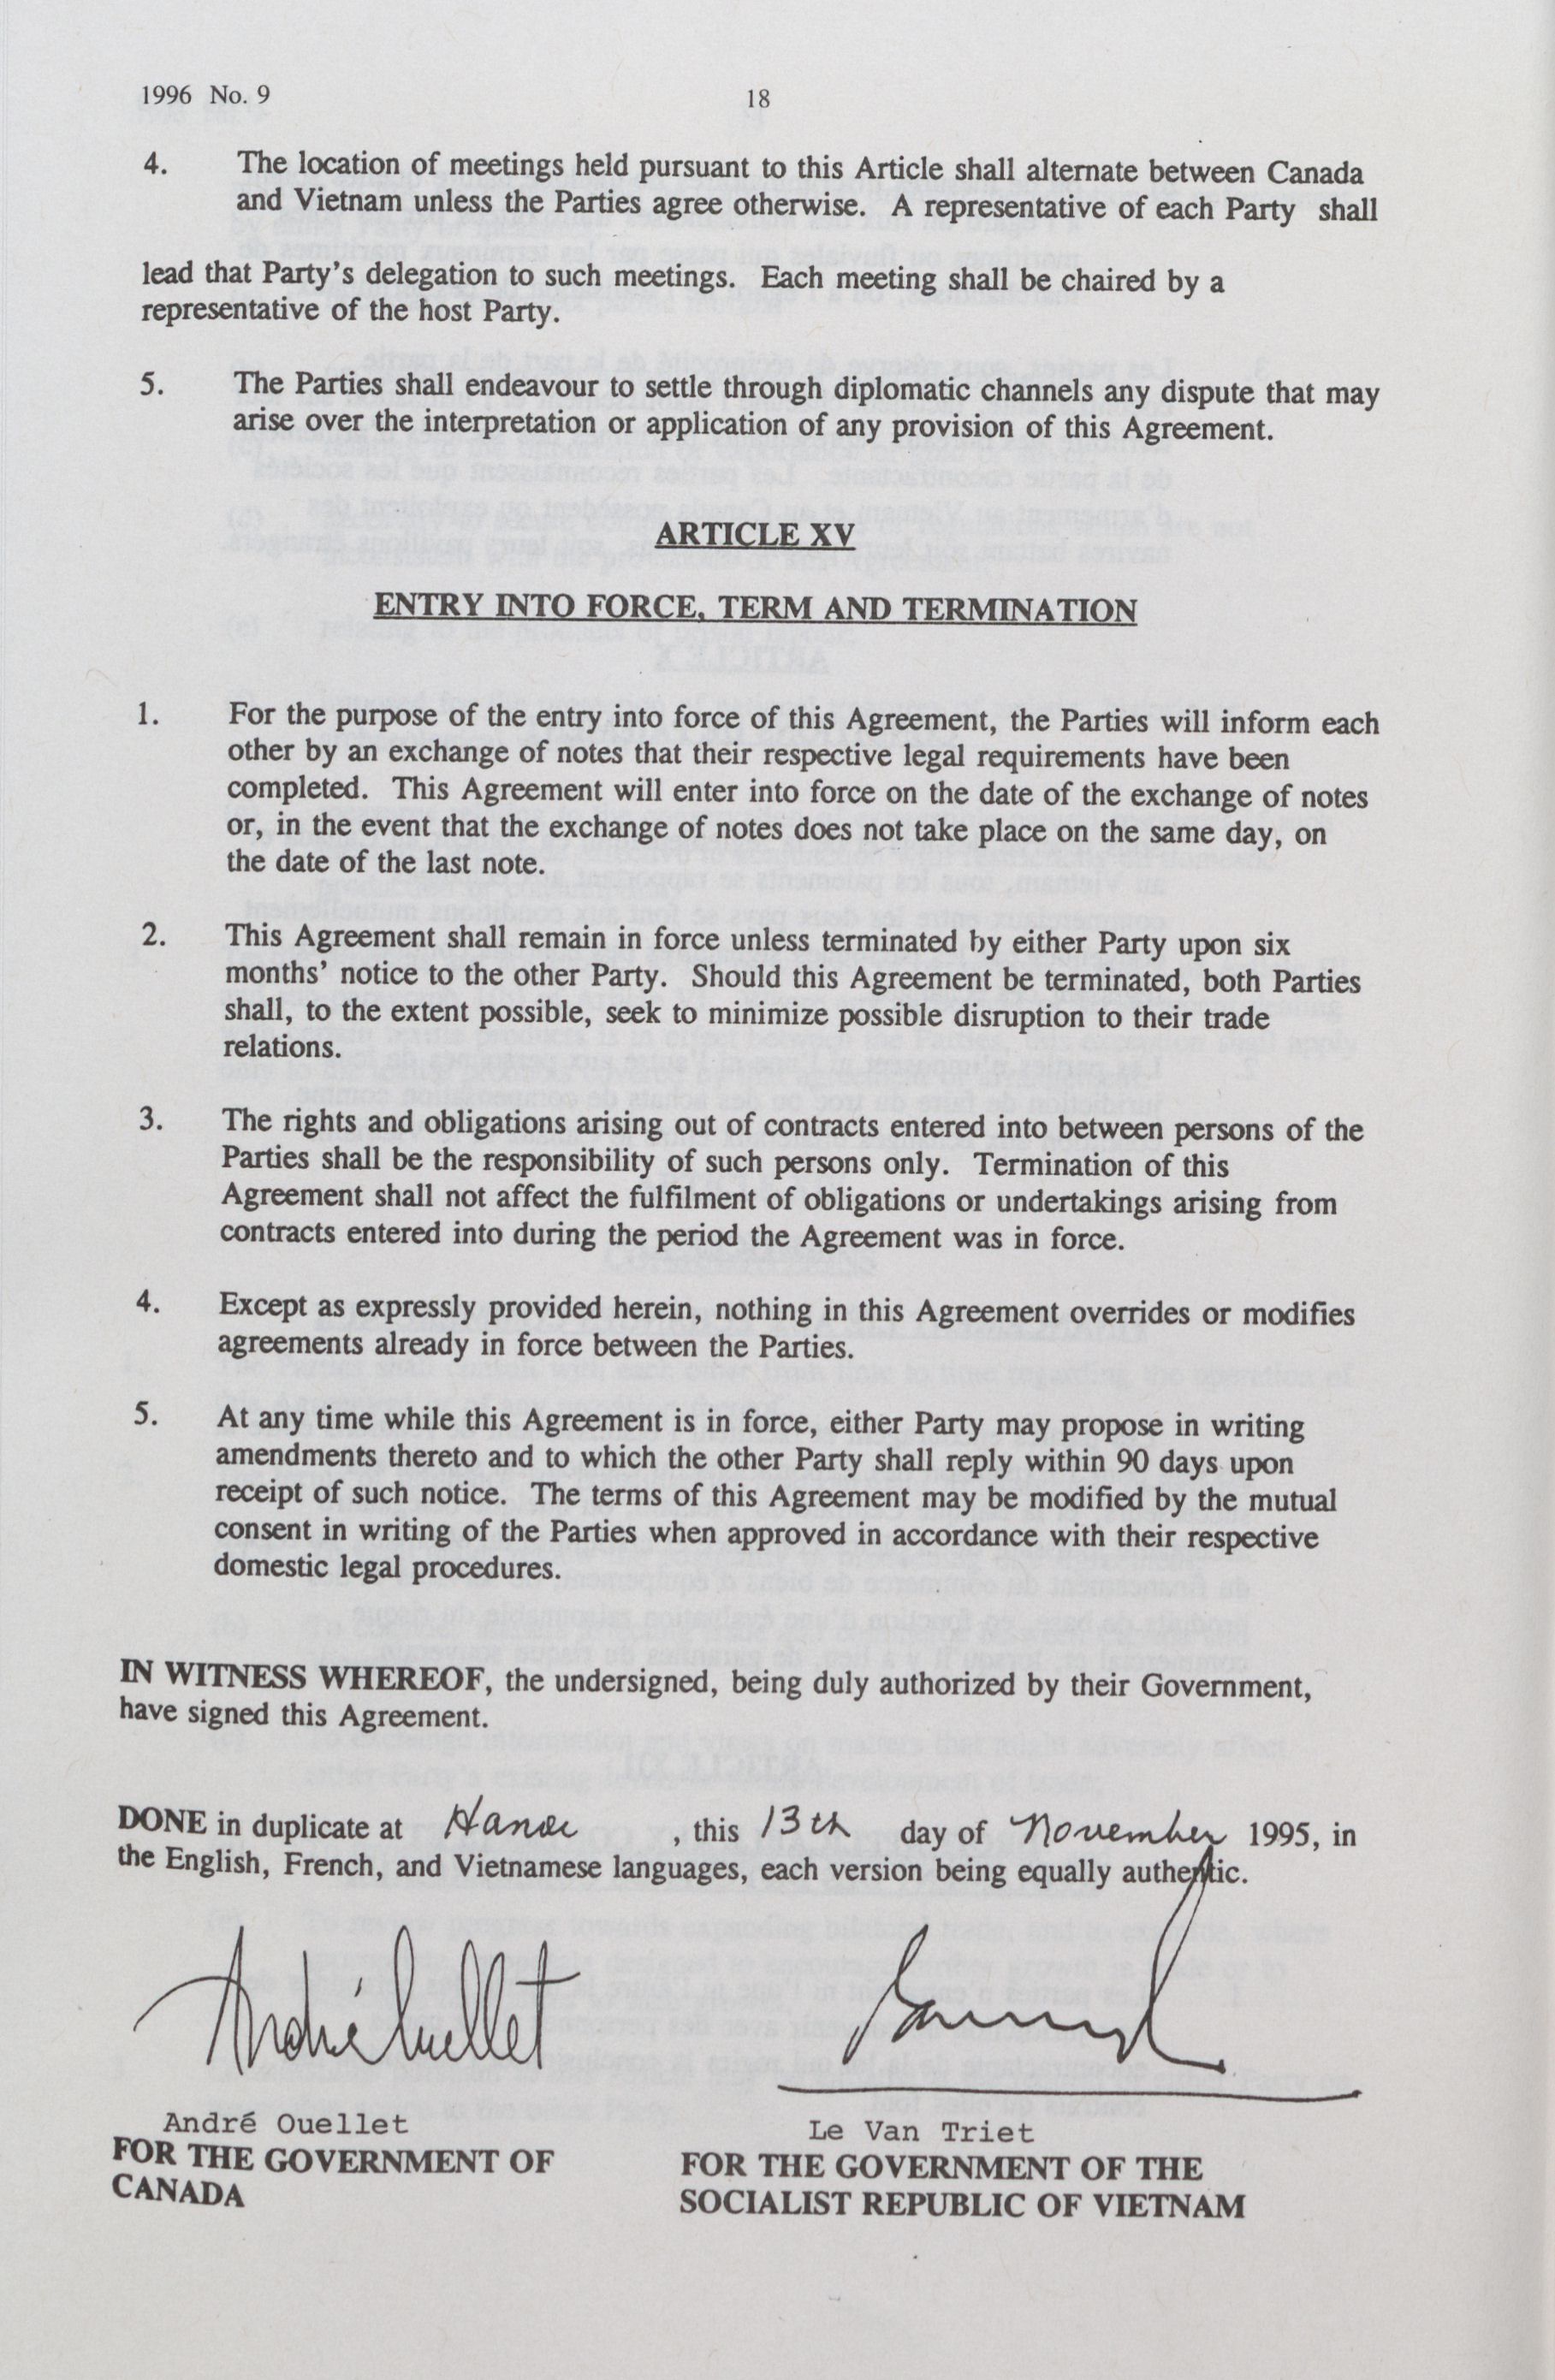 1996 No. 9
18
4. The location of meetings held pursuant to this Article shall alternate between Canada
and Vietnam unless the Parties agree otherwise. A representative of each Party shall
lead that Party's delegation to such meetings. Each meeting shall be chaired by a
representative of the host Party.
5. The Parties shall endeavour to settle through diplomatic channels any dispute that may
arise over the interpretation or application of any provision of this Agreement.
ARTICLE XV
ENTRY INTO FORCE, TERM AND TERMINATION
1. For the purpose of the entry into force of this Agreement, the Parties will inform each
other by an exchange of notes that their respective legal requirements have been
completed. This Agreement will enter into force on the date of the exchange of notes
or, in the event that the exchange of notes does not take place on the same day, on
the date of the last note.
2. This Agreement shall remain in force unless terminated by either Party upon six
months' notice to the other Party. Should this Agreement be terminated, both Parties
shall, to the extent possible, seek to minimize possible disruption to their trade
relations.
3. The rights and obligations arising out of contracts entered into between persons of the
Parties shall be the responsibility of such persons only. Termination of this
Agreement shall not affect the fulfilment of obligations or undertakings arising from
contracts entered into during the period the Agreement was in force.
4. Except as expressly provided herein, nothing in this Agreement overrides or modifies
agreements already in force between the Parties.
5. At any time while this Agreement is in force, either Party may propose in writing
amendments thereto and to which the other Party shall reply within 90 days upon
receipt of such notice. The terms of this Agreement may be modified by the mutual
consent in writing of the Parties when approved in accordance with their respective
domestic legal procedures.
IN WITNESS WHEREOF, the undersigned, being duly authorized by their Government,
have signed this Agreement.
DONE in duplicate at Hanoi , this 13th day of November 1995, in
the English, French, and Vietnamese languages, each version being equally authentic.
André Ouellet
André Ouellet
FOR THE GOVERNMENT OF
CANADA
Le Van Triet
FOR THE GOVERNMENT OF THE
SOCIALIST REPUBLIC OF VIETNAM